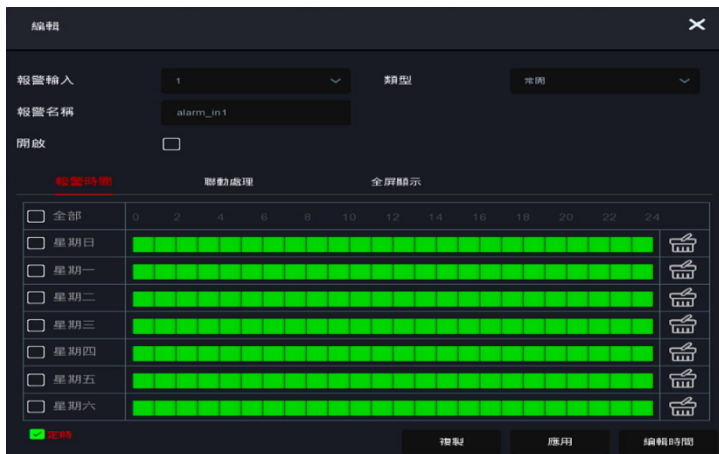 編輯
報警輸入 1 類型 常開
報警名稱 alarm_in1
開啟
報警時間 聯動處理 全屏顯示
全部 0 2 4 6 8 10 12 14 16 18 20 22 24
星期日
星期一
星期二
星期三
星期四
星期五
星期六
定時 複製 應用 編輯時間